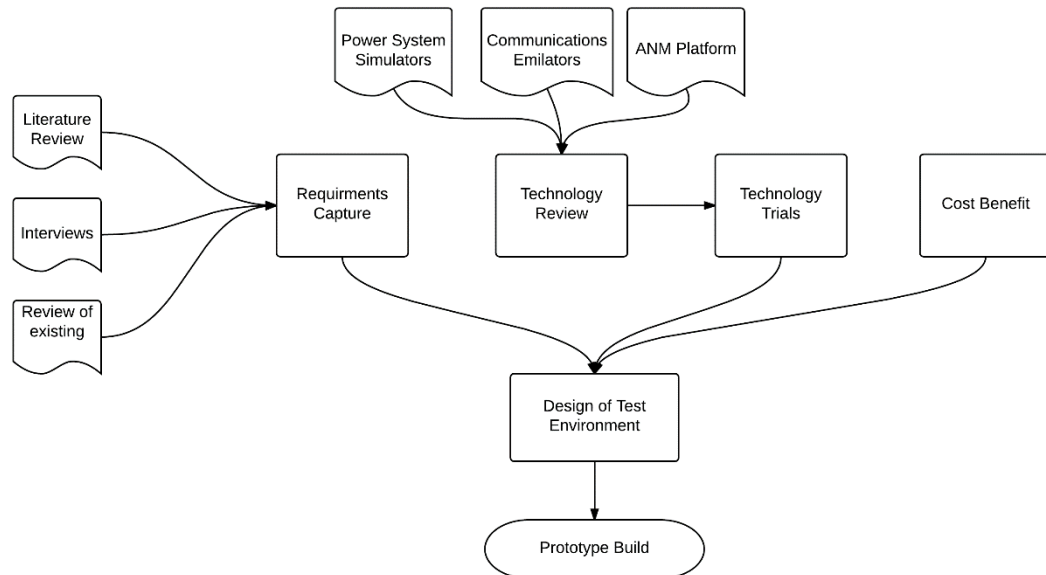 Power System
Simulators
Communications
Emilators
ANM Platform
Literature
Review
Interviews
Review of
existing
Requirments
Capture
Technology
Review
Technology
Trials
Cost Benefit
Design of Test
Environment
Prototype Build